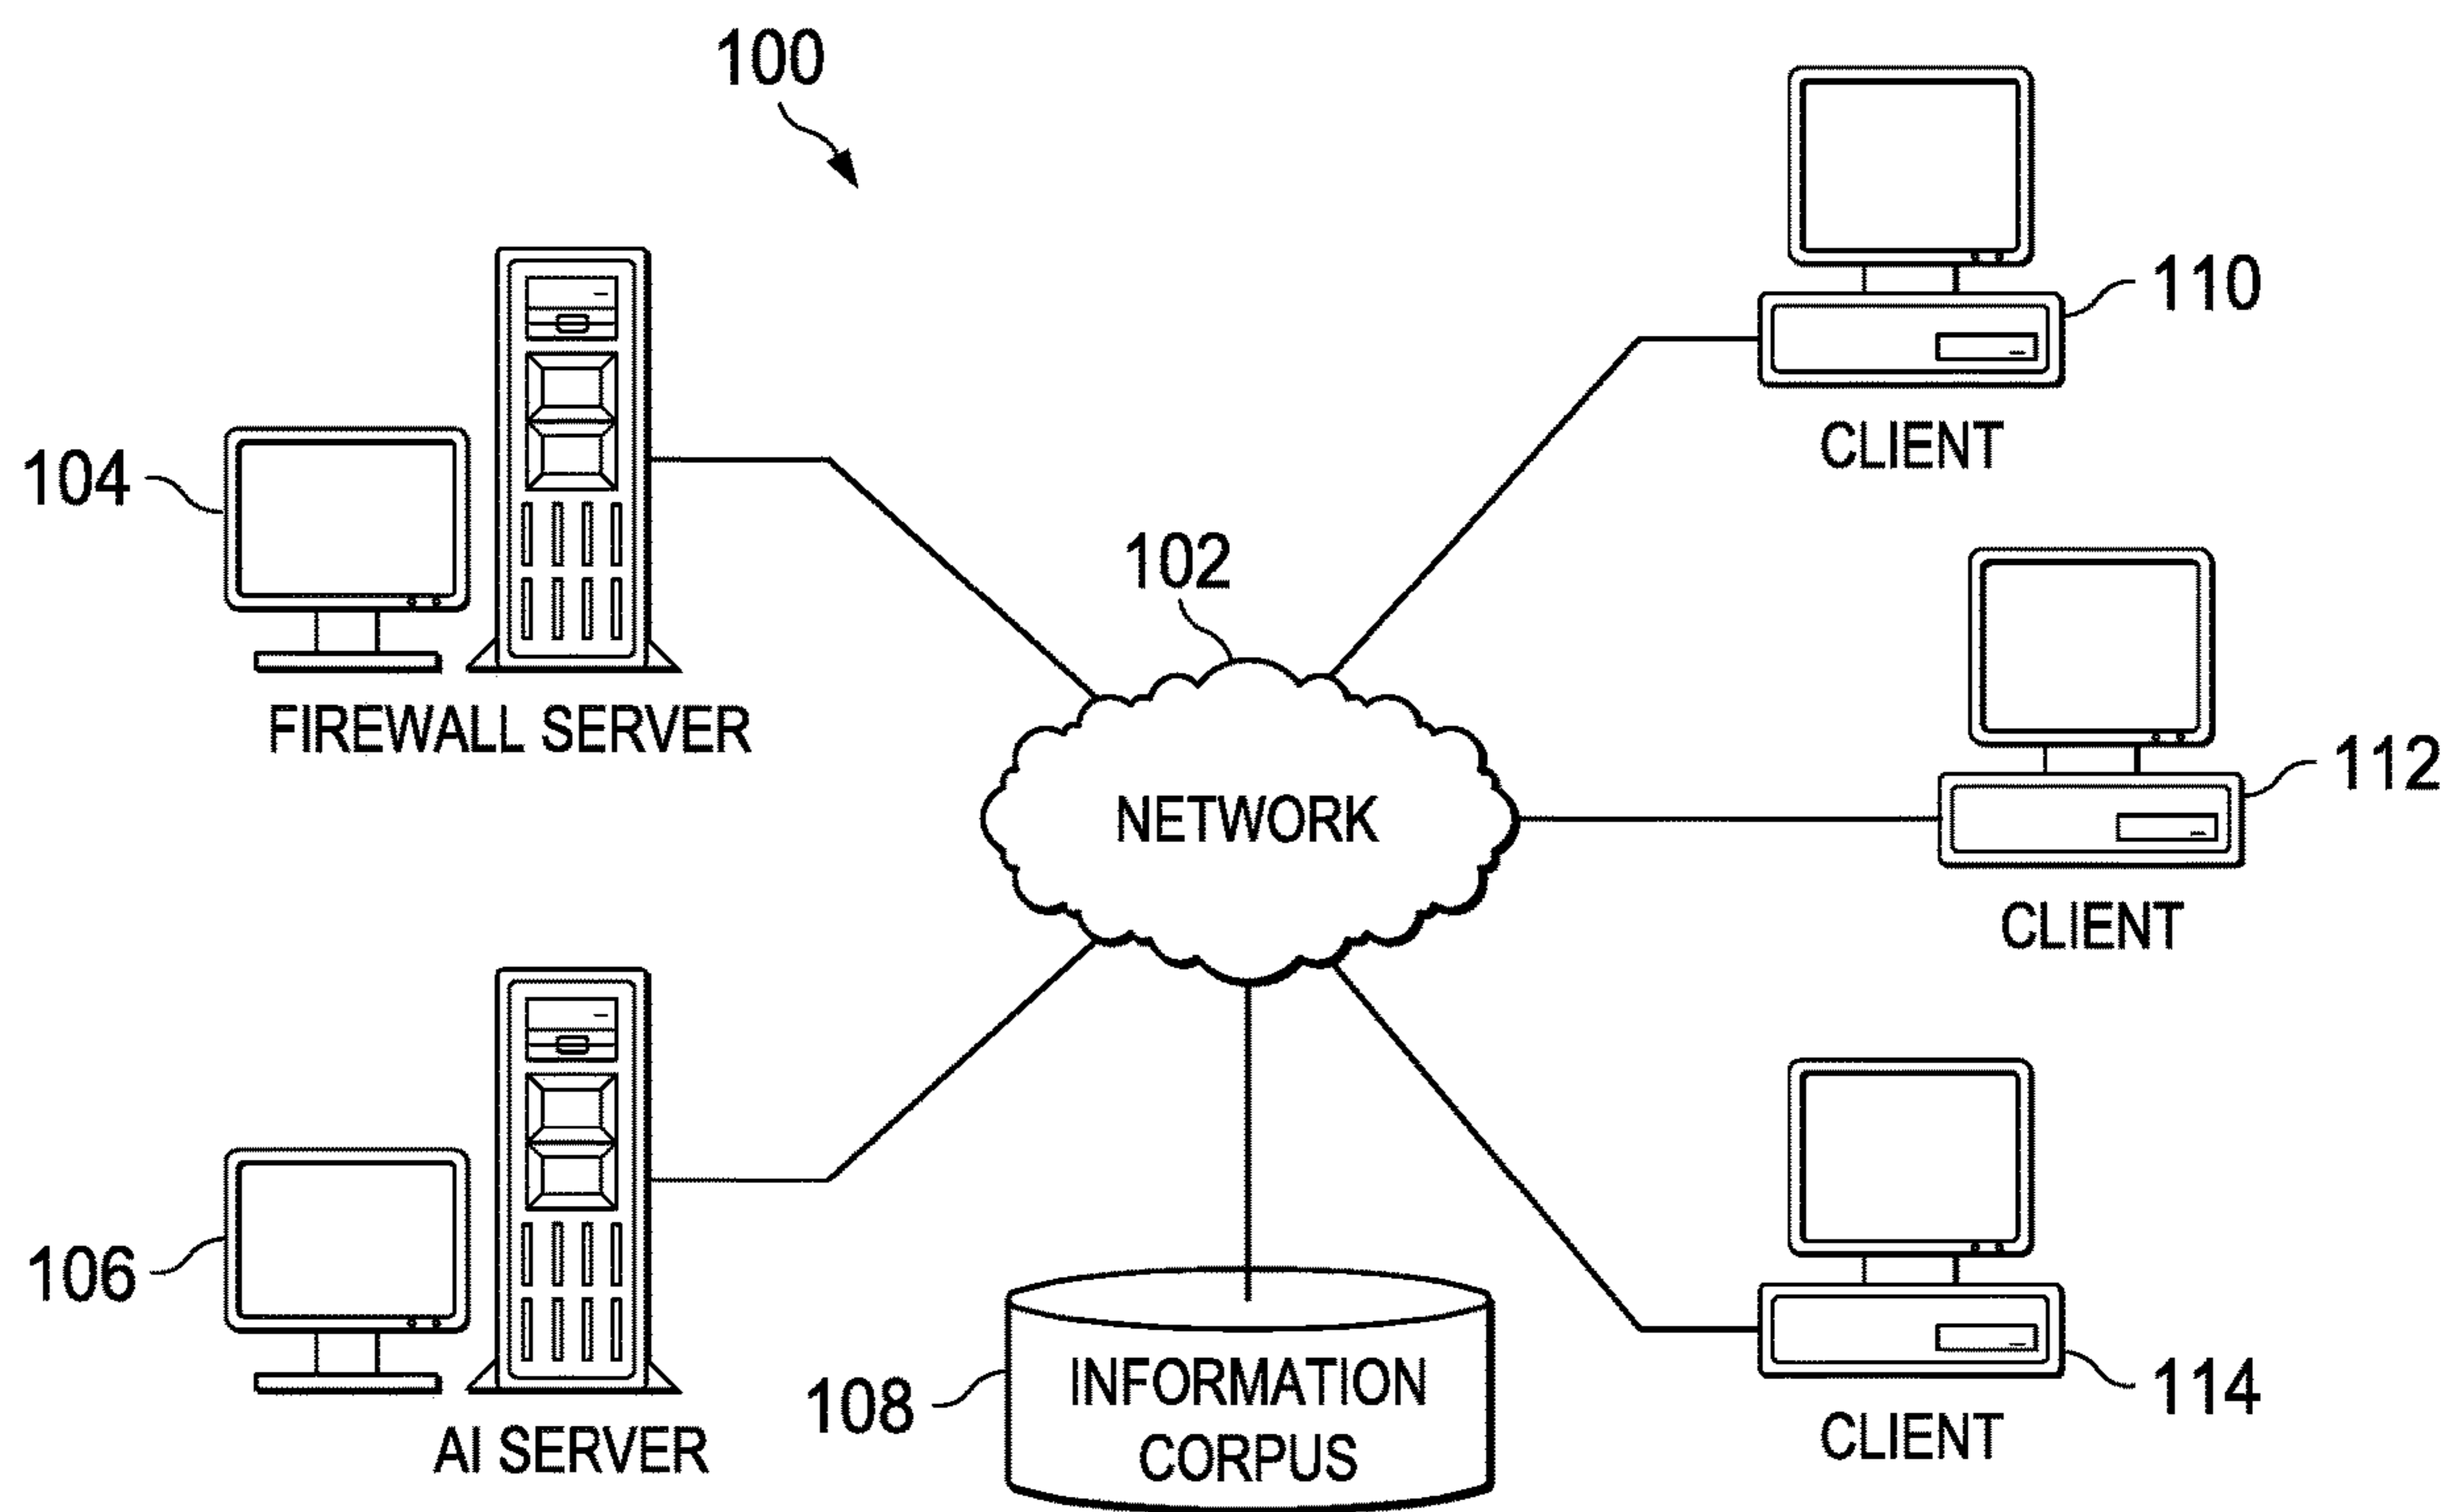 100
110
CLIENT
104
FIREWALL SERVER
102
NETWORK
112
CLIENT
106
AI SERVER
108
INFORMATION
CORPUS
114
CLIENT